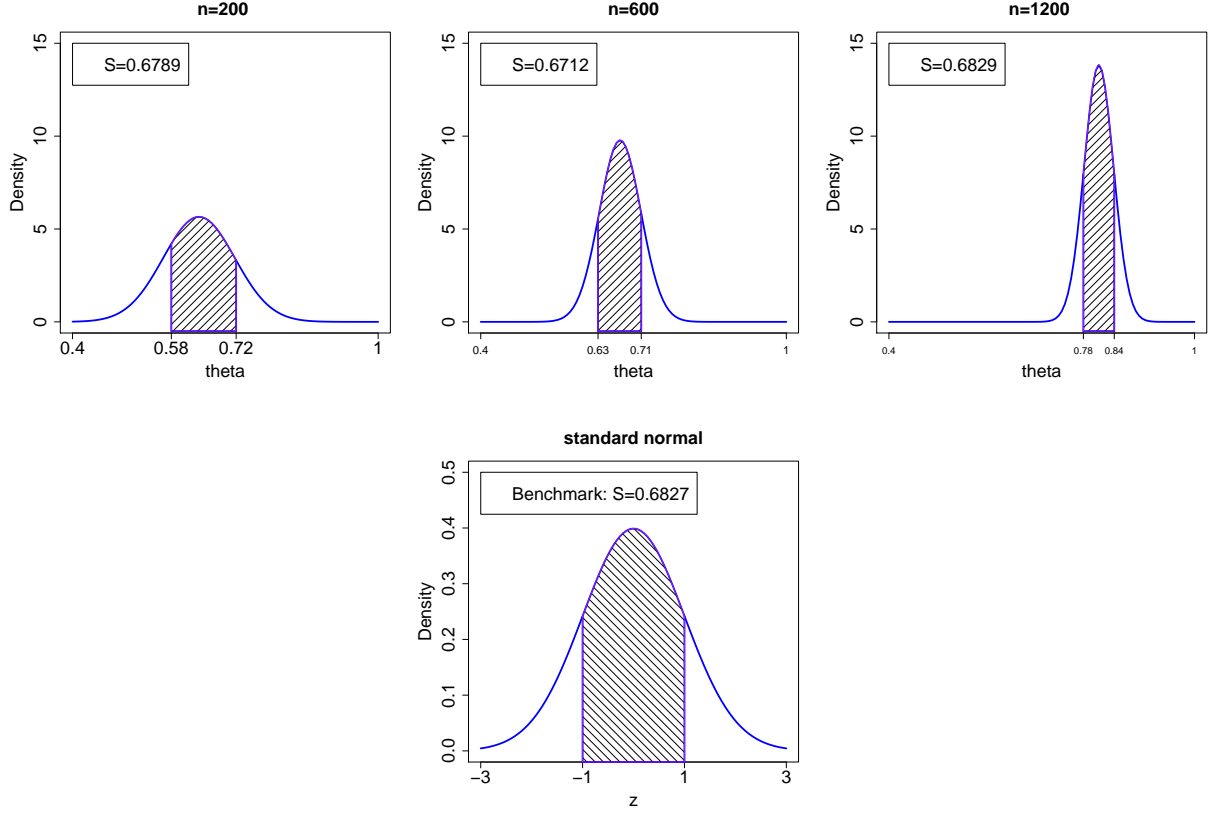 n=200
S=0.6789
Density
0
5
10
15
0.4
0.58
0.72
1
theta
n=600
S=0.6712
Density
0
5
10
15
0.4
0.63
0.71
1
theta
n=1200
S=0.6829
Density
0
5
10
15
0.4
0.78
0.84
1
theta
standard normal
Benchmark: S=0.6827
Density
0.0
0.1
0.2
0.3
0.4
0.5
−3
−1
1
3
z